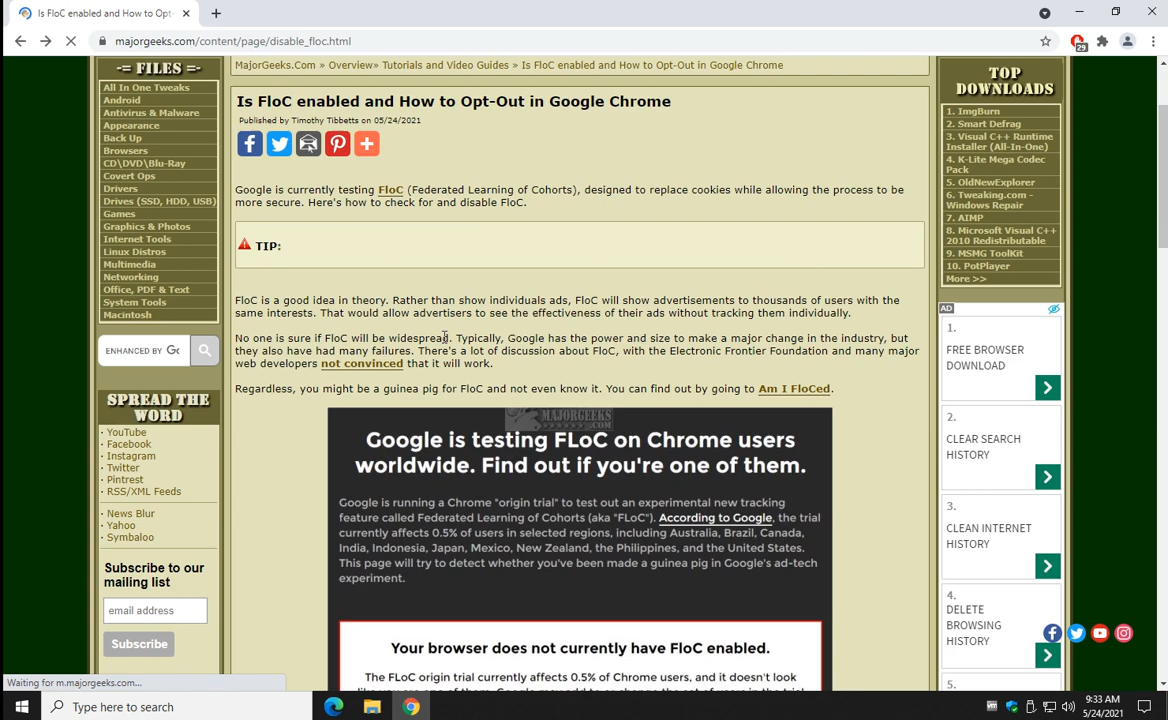 Is FloC enabled and How to Opt-
majorgeeks.com/content/page/disable_floc.html
29
-= FILES =-
All In One Tweaks
Android
Antivirus & Malware
Appearance
Back Up
Browsers
CD\DVD\Blu-Ray
Covert Ops
Drivers
Drives (SSD, HDD, USB)
Games
Graphics & Photos
Internet Tools
Linux Distros
Multimedia
Networking
Office, PDF & Text
System Tools
Macintosh
ENHANCED BY
SPREAD THE
WORD
· YouTube
· Facebook
· Instagram
· Twitter
· Pintrest
· RSS/XML Feeds
· News Blur
· Yahoo
· Symbaloo
Subscribe to our
mailing list
email address
Subscribe
MajorGeeks.Com » Overview» Tutorials and Video Guides » Is FloC enabled and How to Opt-Out in Google Chrome
Is FloC enabled and How to Opt-Out in Google Chrome
Published by Timothy Tibbetts on 05/24/2021
Google is currently testing FloC (Federated Learning of Cohorts), designed to replace cookies while allowing the process to be
more secure. Here's how to check for and disable FloC.
TIP:
FloC is a good idea in theory. Rather than show individuals ads, FloC will show advertisements to thousands of users with the
same interests. That would allow advertisers to see the effectiveness of their ads without tracking them individually.
No one is sure if FloC will be widespread. Typically, Google has the power and size to make a major change in the industry, but
they also have had many failures. There's a lot of discussion about FloC, with the Electronic Frontier Foundation and many major
web developers not convinced that it will work.
Regardless, you might be a guinea pig for FloC and not even know it. You can find out by going to Am I FloCed.
MAJORGEEKS
.COM
Google is testing FLoC on Chrome users
worldwide. Find out if you're one of them.
Google is running a Chrome "origin trial" to test out an experimental new tracking
feature called Federated Learning of Cohorts (aka "FLoC"). According to Google, the trial
currently affects 0.5% of users in selected regions, including Australia, Brazil, Canada,
India, Indonesia, Japan, Mexico, New Zealand, the Philippines, and the United States.
This page will try to detect whether you've been made a guinea pig in Google's ad-tech
experiment.
Your browser does not currently have FLoC enabled.
The FLoC origin trial currently affects 0.5% of Chrome users, and it doesn't look
TOP
DOWNLOADS
1. ImgBurn
2. Smart Defrag
3. Visual C++ Runtime
Installer (All-In-One)
4. K-Lite Mega Codec
Pack
5. OldNewExplorer
6. Tweaking.com -
Windows Repair
7. AIMP
8. Microsoft Visual C++
2010 Redistributable
9. MSMG ToolKit
10. PotPlayer
More >>
AD
1.
FREE BROWSER
DOWNLOAD
2.
CLEAR SEARCH
HISTORY
3.
CLEAN INTERNET
HISTORY
4.
DELETE
BROWSING
HISTORY
5.
Waiting for m.majorgeeks.com...
Type here to search
9:33 AM
5/24/2021